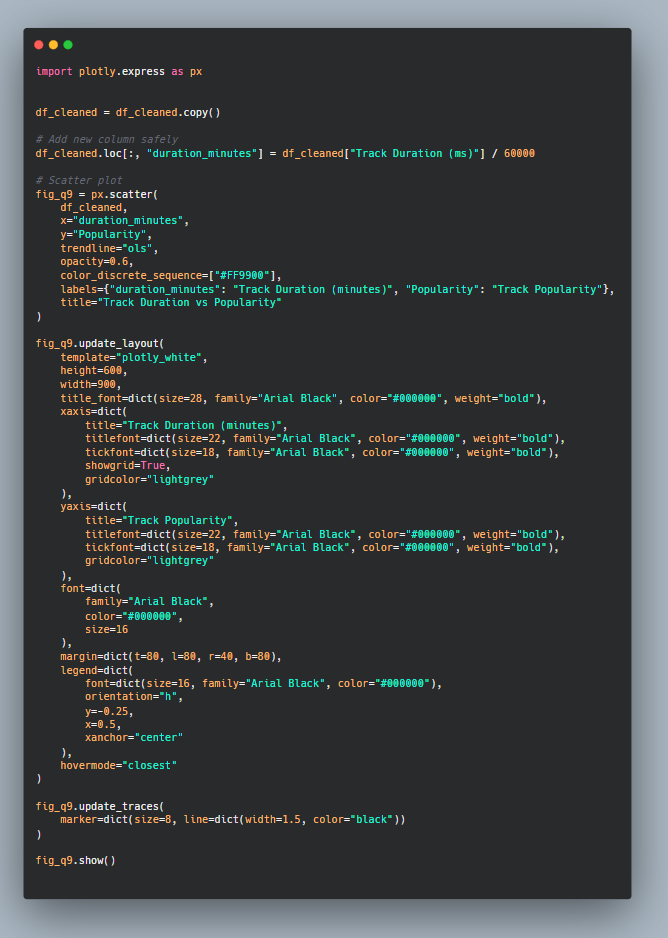 import plotly.express as px
df_cleaned = df_cleaned.copy()
# Add new column safely
df_cleaned.loc[:, "duration_minutes"] = df_cleaned["Track Duration (ms)"] / 60000
# Scatter plot
fig_q9 = px.scatter(
    df_cleaned,
    x="duration_minutes",
    y="Popularity",
    trendline="ols",
    opacity=0.6,
    color_discrete_sequence=["#FF9900"],
    labels={"duration_minutes": "Track Duration (minutes)", "Popularity": "Track Popularity"},
    title="Track Duration vs Popularity"
)
fig_q9.update_layout(
    template="plotly_white",
    height=600,
    width=900,
    title_font=dict(size=28, family="Arial Black", color="#000000", weight="bold"),
    xaxis=dict(
        title="Track Duration (minutes)",
        titlefont=dict(size=22, family="Arial Black", color="#000000", weight="bold"),
        tickfont=dict(size=18, family="Arial Black", color="#000000", weight="bold"),
        showgrid=True,
        gridcolor="lightgrey"
    ),
    yaxis=dict(
        title="Track Popularity",
        titlefont=dict(size=22, family="Arial Black", color="#000000", weight="bold"),
        tickfont=dict(size=18, family="Arial Black", color="#000000", weight="bold"),
        gridcolor="lightgrey"
    ),
    font=dict(
        family="Arial Black",
        color="#000000",
        size=16
    ),
    margin=dict(t=80, l=80, r=40, b=80),
    legend=dict(
        font=dict(size=16, family="Arial Black", color="#000000"),
        orientation="h",
        y=-0.25,
        x=0.5,
        xanchor="center"
    ),
    hovermode="closest"
)
fig_q9.update_traces(
    marker=dict(size=8, line=dict(width=1.5, color="black"))
)
fig_q9.show()